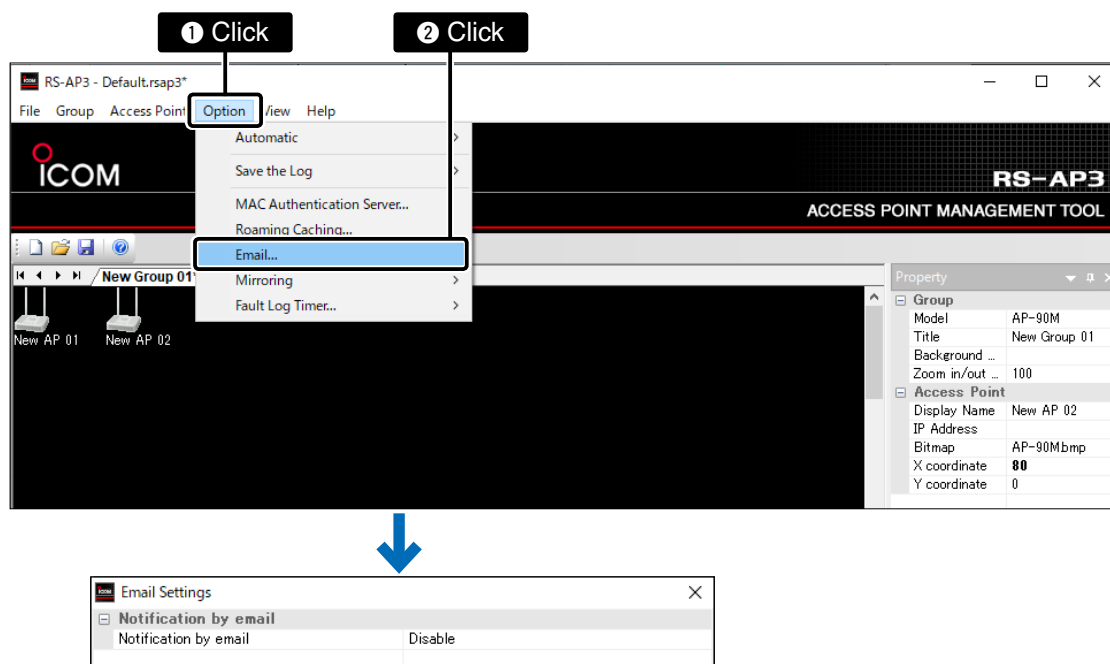 ❶ Click
❷ Click
RS-AP3 - Default.rsap3*
File Group Access Point Option View Help
Automatic
Save the Log
MAC Authentication Server...
Roaming Caching...
Email...
Mirroring
Fault Log Timer...
ICOM
RS-AP3
ACCESS POINT MANAGEMENT TOOL
New Group 01*
New AP 01 New AP 02
Property
Group
Model AP-90M
Title New Group 01
Background ...
Zoom in/out ... 100
Access Point
Display Name New AP 02
IP Address
Bitmap AP-90M.bmp
X coordinate 80
Y coordinate 0
Email Settings
Notification by email
Notification by email Disable